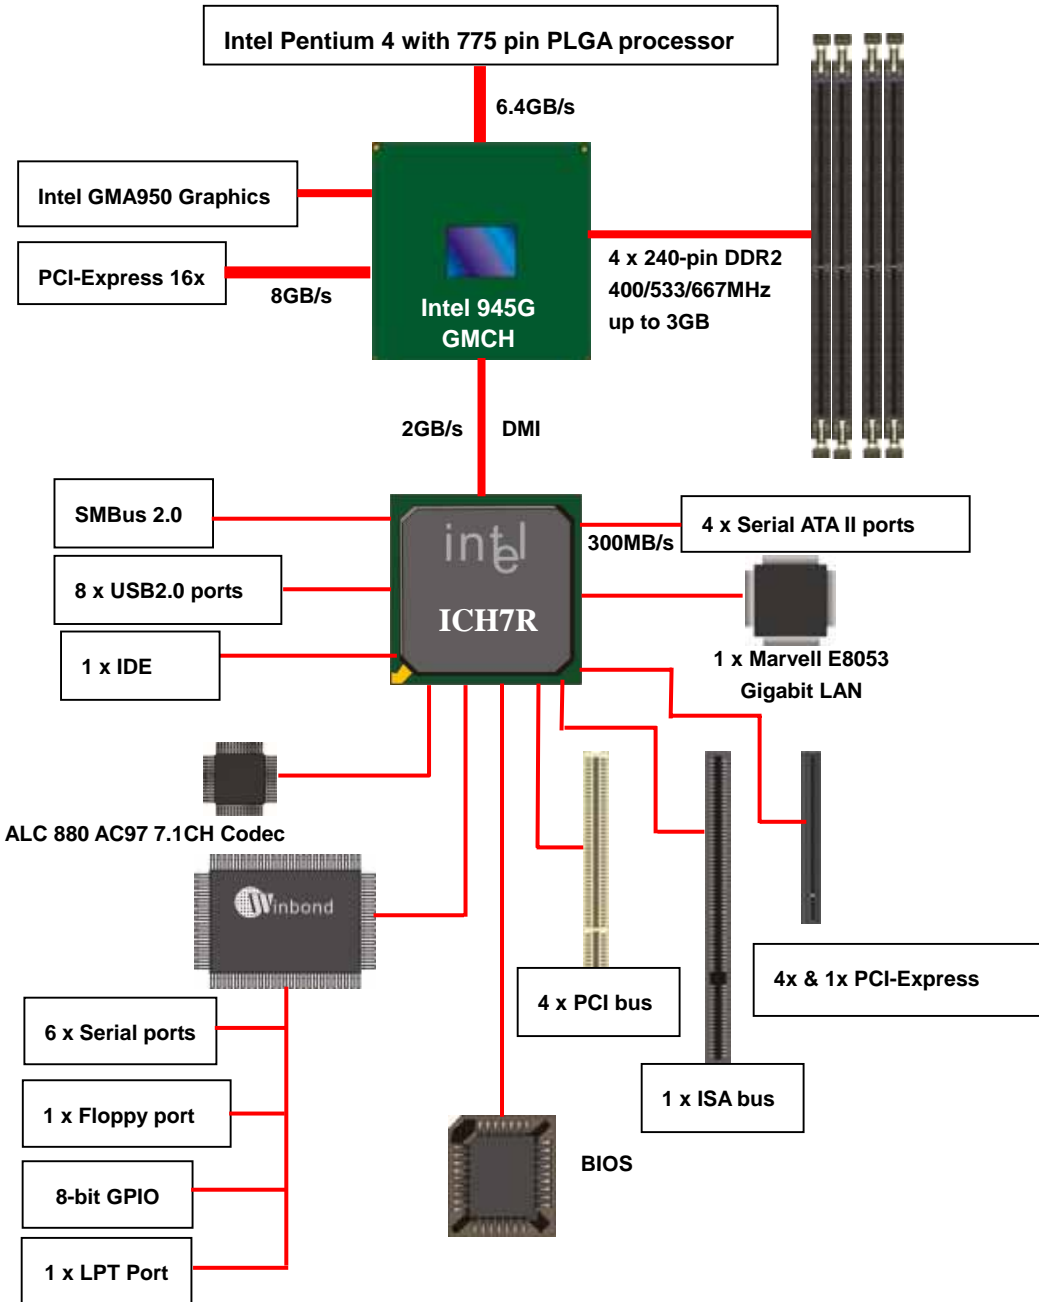 Intel Pentium 4 with 775 pin PLGA processor
6.4GB/s
Intel GMA950 Graphics
PCI-Express 16x
8GB/s
Intel 945G
GMCH
4 x 240-pin DDR2
400/533/667MHz
up to 3GB
2GB/s
DMI
SMBus 2.0
8 x USB2.0 ports
1 x IDE
intel
ICH7R
300MB/s
4 x Serial ATA II ports
1 x Marvell E8053
Gigabit LAN
ALC 880 AC97 7.1CH Codec
Winbond
6 x Serial ports
1 x Floppy port
8-bit GPIO
1 x LPT Port
4 x PCI bus
4x & 1x PCI-Express
1 x ISA bus
BIOS